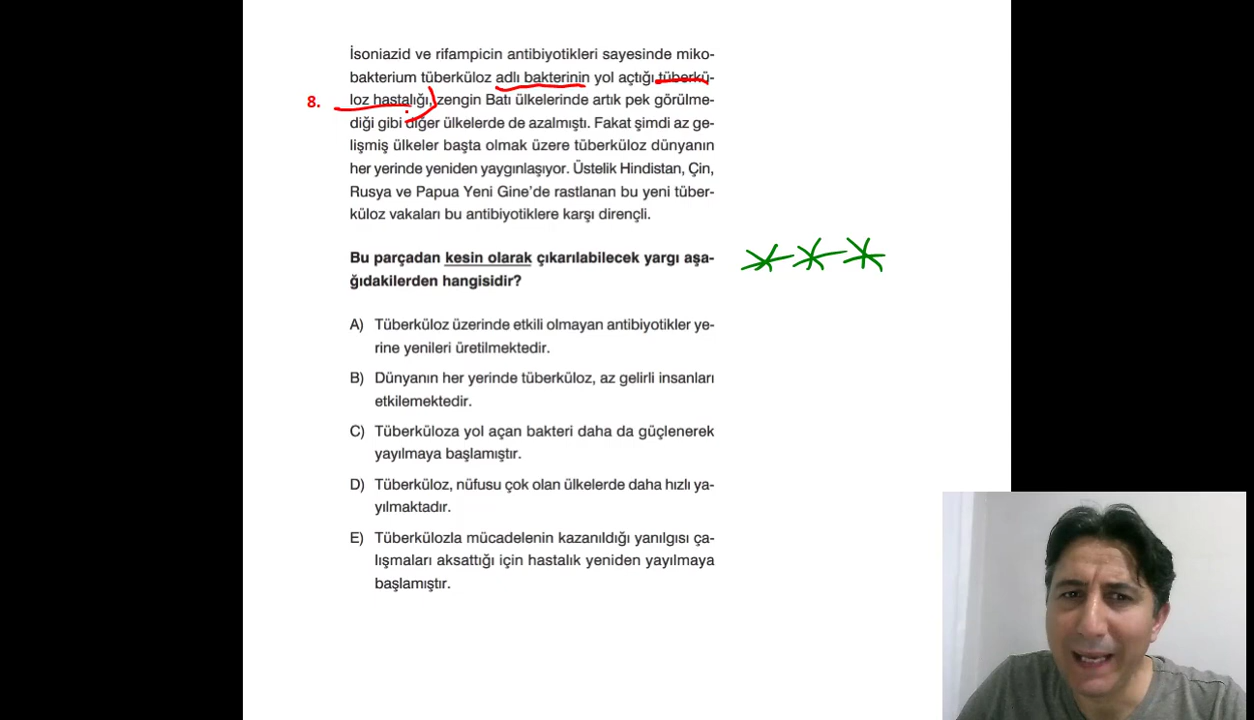 İsoniazid ve rifampicin antibiyotikleri sayesinde miko-
bakterium tüberküloz adlı bakterinin yol açtığı tüberkü-
8. loz hastalığı, zengin Batı ülkelerinde artık pek görülme-
diği gibi diğer ülkelerde de azalmıştı. Fakat şimdi az ge-
lişmiş ülkeler başta olmak üzere tüberküloz dünyanın
her yerinde yeniden yaygınlaşıyor. Üstelik Hindistan, Çin,
Rusya ve Papua Yeni Gine'de rastlanan bu yeni tüber-
küloz vakaları bu antibiyotiklere karşı dirençli.
Bu parçadan kesin olarak çıkarılabilecek yargı aşa-
ğıdakilerden hangisidir?
A) Tüberküloz üzerinde etkili olmayan antibiyotikler ye-
rine yenileri üretilmektedir.
B) Dünyanın her yerinde tüberküloz, az gelirli insanları
etkilemektedir.
C) Tüberküloza yol açan bakteri daha da güçlenerek
yayılmaya başlamıştır.
D) Tüberküloz, nüfusu çok olan ülkelerde daha hızlı ya-
yılmaktadır.
E) Tüberkülozla mücadelenin kazanıldığı yanılgısı ça-
lışmaları aksattığı için hastalık yeniden yayılmaya
başlamıştır.